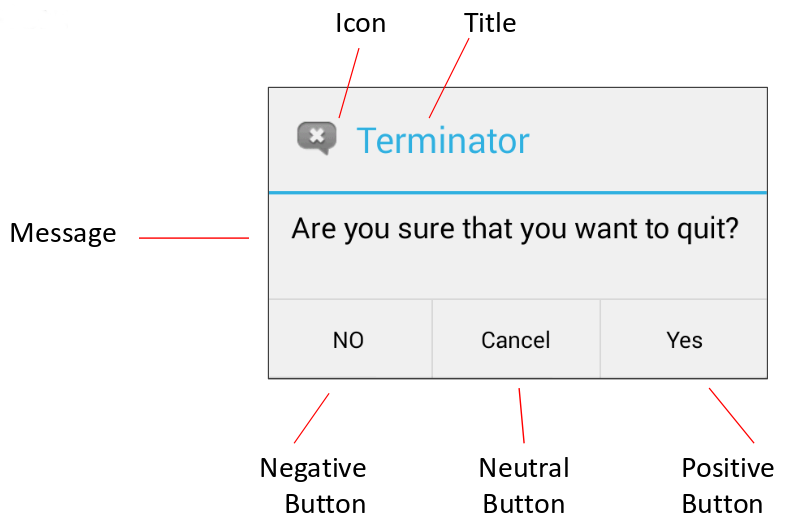 Icon
Title
Terminator
Message
Are you sure that you want to quit?
NO
Cancel
Yes
Negative
Button
Neutral
Button
Positive
Button